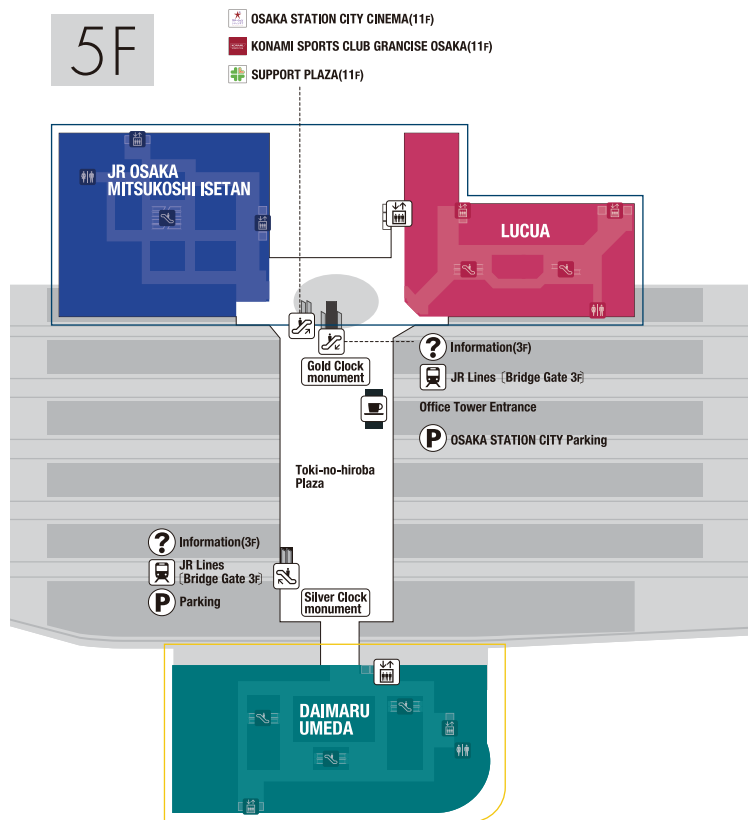 5F
OSAKA STATION CITY CINEMA(11F)
KONAMI SPORTS CLUB GRANCISE OSAKA(11F)
SUPPORT PLAZA(11F)
JR OSAKA
MITSUKOSHI ISETAN
LUCUA
Gold Clock
monument
?
Information(3F)
JR Lines [Bridge Gate 3F]
Office Tower Entrance
P
OSAKA STATION CITY Parking
Toki-no-hiroba
Plaza
?
Information(3F)
JR Lines
[Bridge Gate 3F]
P
Parking
Silver Clock
monument
DAIMARU
UMEDA